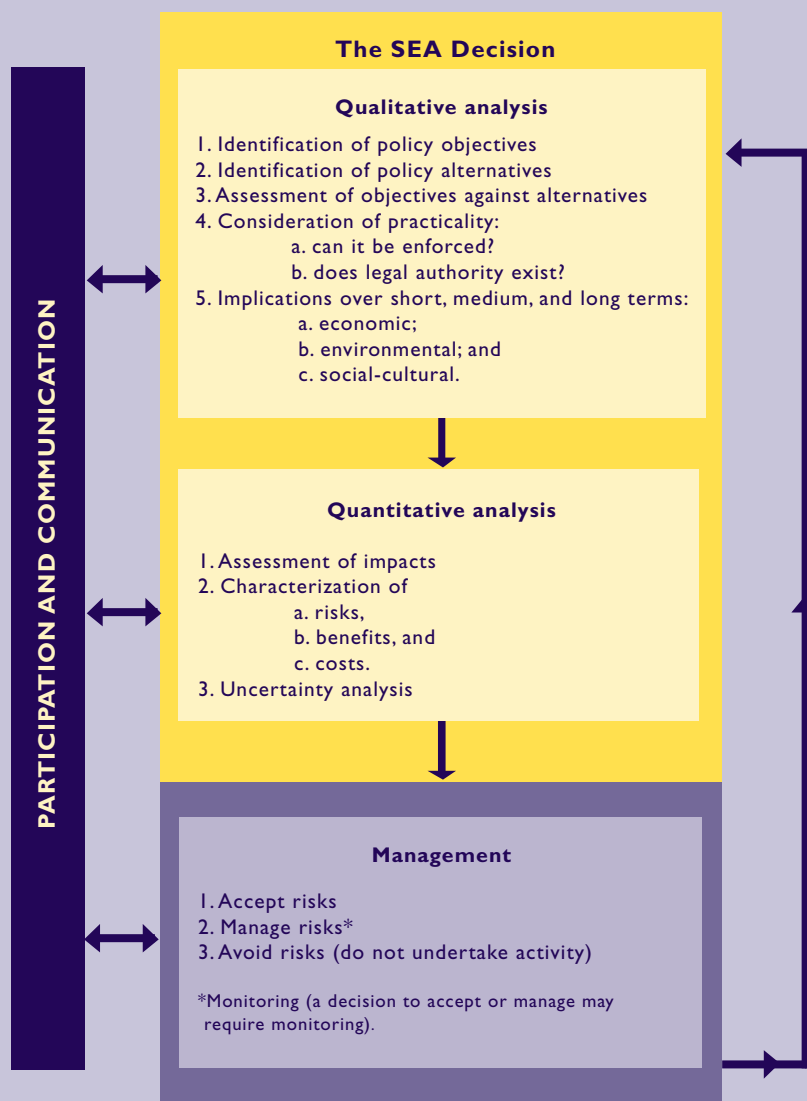 The SEA Decision
Qualitative analysis
1. Identification of policy objectives
2. Identification of policy alternatives
3. Assessment of objectives against alternatives
4. Consideration of practicality:
a. can it be enforced?
b. does legal authority exist?
5. Implications over short, medium, and long terms:
a. economic;
b. environmental; and
c. social-cultural.
PARTICIPATION AND COMMUNICATION
Quantitative analysis
1. Assessment of impacts
2. Characterization of
a. risks,
b. benefits, and
c. costs.
3. Uncertainty analysis
Management
1. Accept risks
2. Manage risks*
3. Avoid risks (do not undertake activity)
*Monitoring (a decision to accept or manage may
require monitoring).